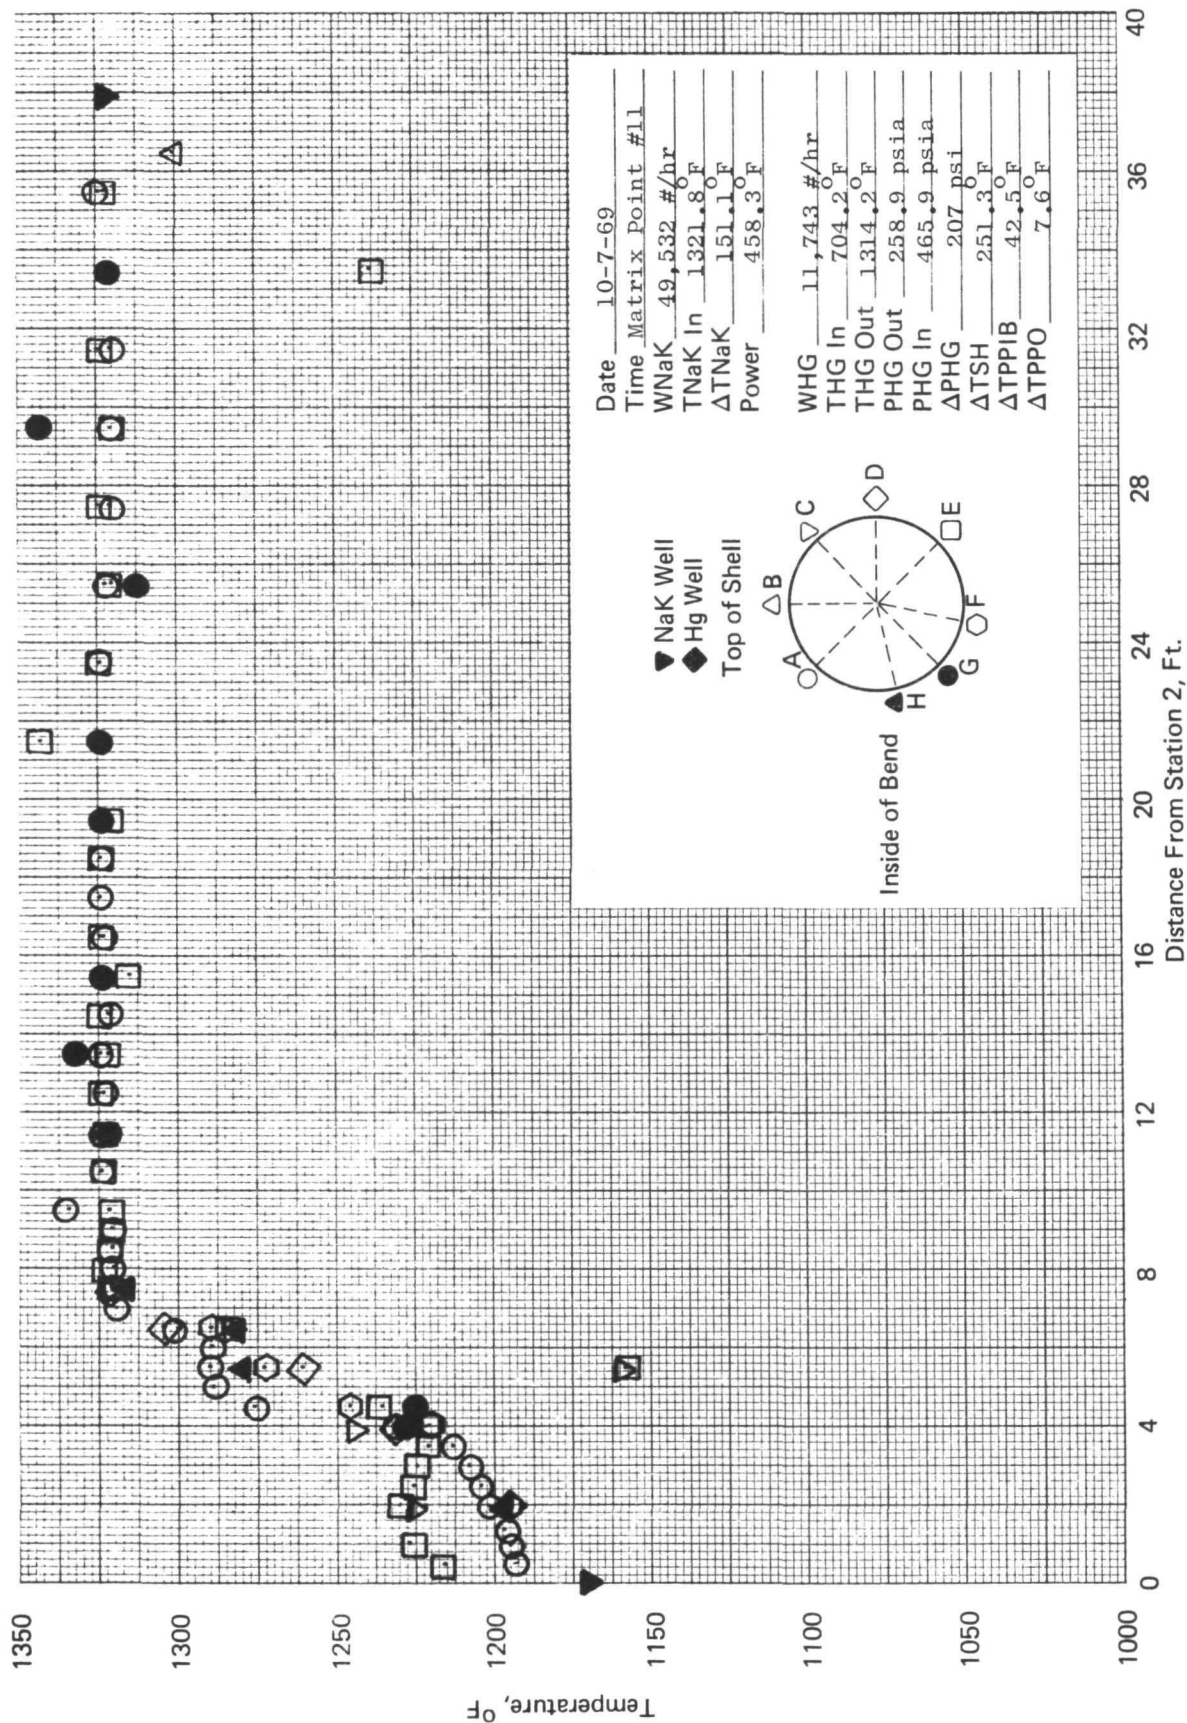 Temperature, °F
1350
1300
1250
1200
1150
1100
1050
1000
0
4
8
12
16
20
24
28
32
36
40
Distance From Station 2, Ft.
NaK Well
Hg Well
Top of Shell
Inside of Bend
A
B
C
D
E
F
G
H
Date 10-7-69
Time Matrix Point #11
WNaK 49,532 #/hr
TNaK In 1321.8°F
ΔTNaK 151.1°F
Power 458.3°F
WHG 11,743 #/hr
THG In 704.2°F
THG Out 1314.2°F
PHG Out 258.9 psia
PHG In 465.9 psia
ΔPHG 207 psi
ΔTSH 251.3°F
ΔTPPIB 42.5°F
ΔTPPO 7.6°F